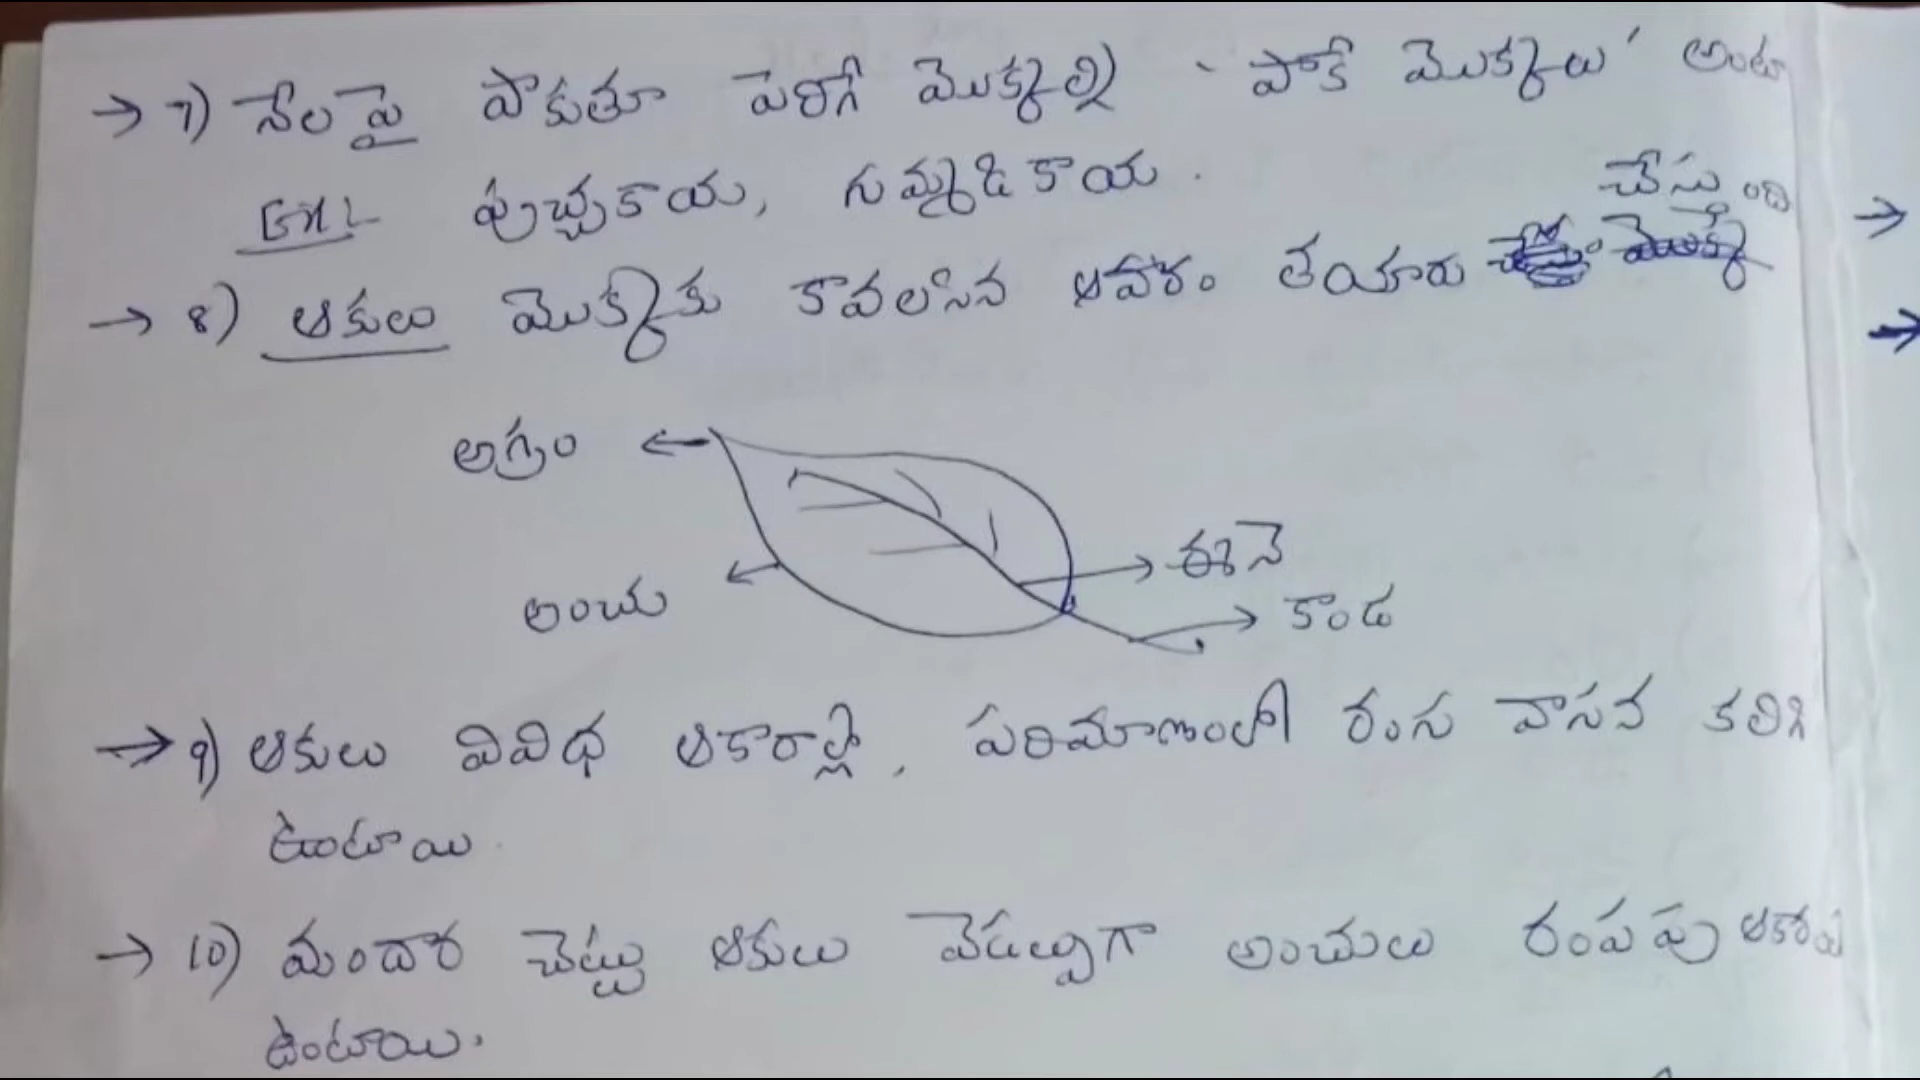 → 7) నేలపై పాకుతూ పెరిగే మొక్కల్ని 'పాకే మొక్కలు' అంటా
Ex:- పుచ్చకాయ, గుమ్మడికాయ.
చేస్తుంది
→ 8) ఆకులు మొక్కకు కావలసిన ఆహారం తయారు
అగ్రం
ఈనె
అంచు
కాండ
→ 9) ఆకులు వివిధ ఆకారాల్లో, పరిమాణంలో రంగు వాసన కలిగి
ఉంటాయి
→ 10) మందార చెట్టు ఆకులు వెడల్పుగా అంచులు రంపపు
ఉంటాయి.